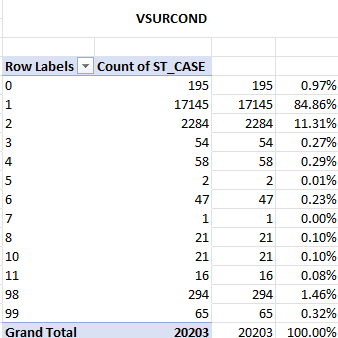 VSURCOND
Row Labels Count of ST_CASE
0 195 195 0.97%
1 17145 17145 84.86%
2 2284 2284 11.31%
3 54 54 0.27%
4 58 58 0.29%
5 2 2 0.01%
6 47 47 0.23%
7 1 1 0.00%
8 21 21 0.10%
10 21 21 0.10%
11 16 16 0.08%
98 294 294 1.46%
99 65 65 0.32%
Grand Total 20203 20203 100.00%